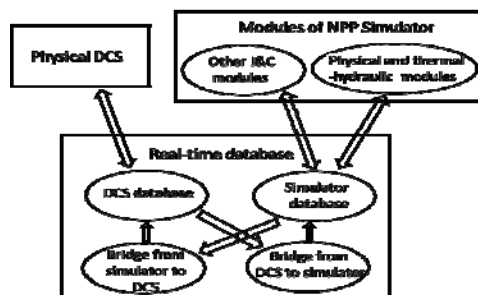 Modules of NPP Simulator
Physical DCS
Other I&C
modules
Physical and thermal
-hydraulic modules
Real-time database
DCS database
Simulator
database
Bridge from
simulator to
DCS
Bridge from
DCS to simulator